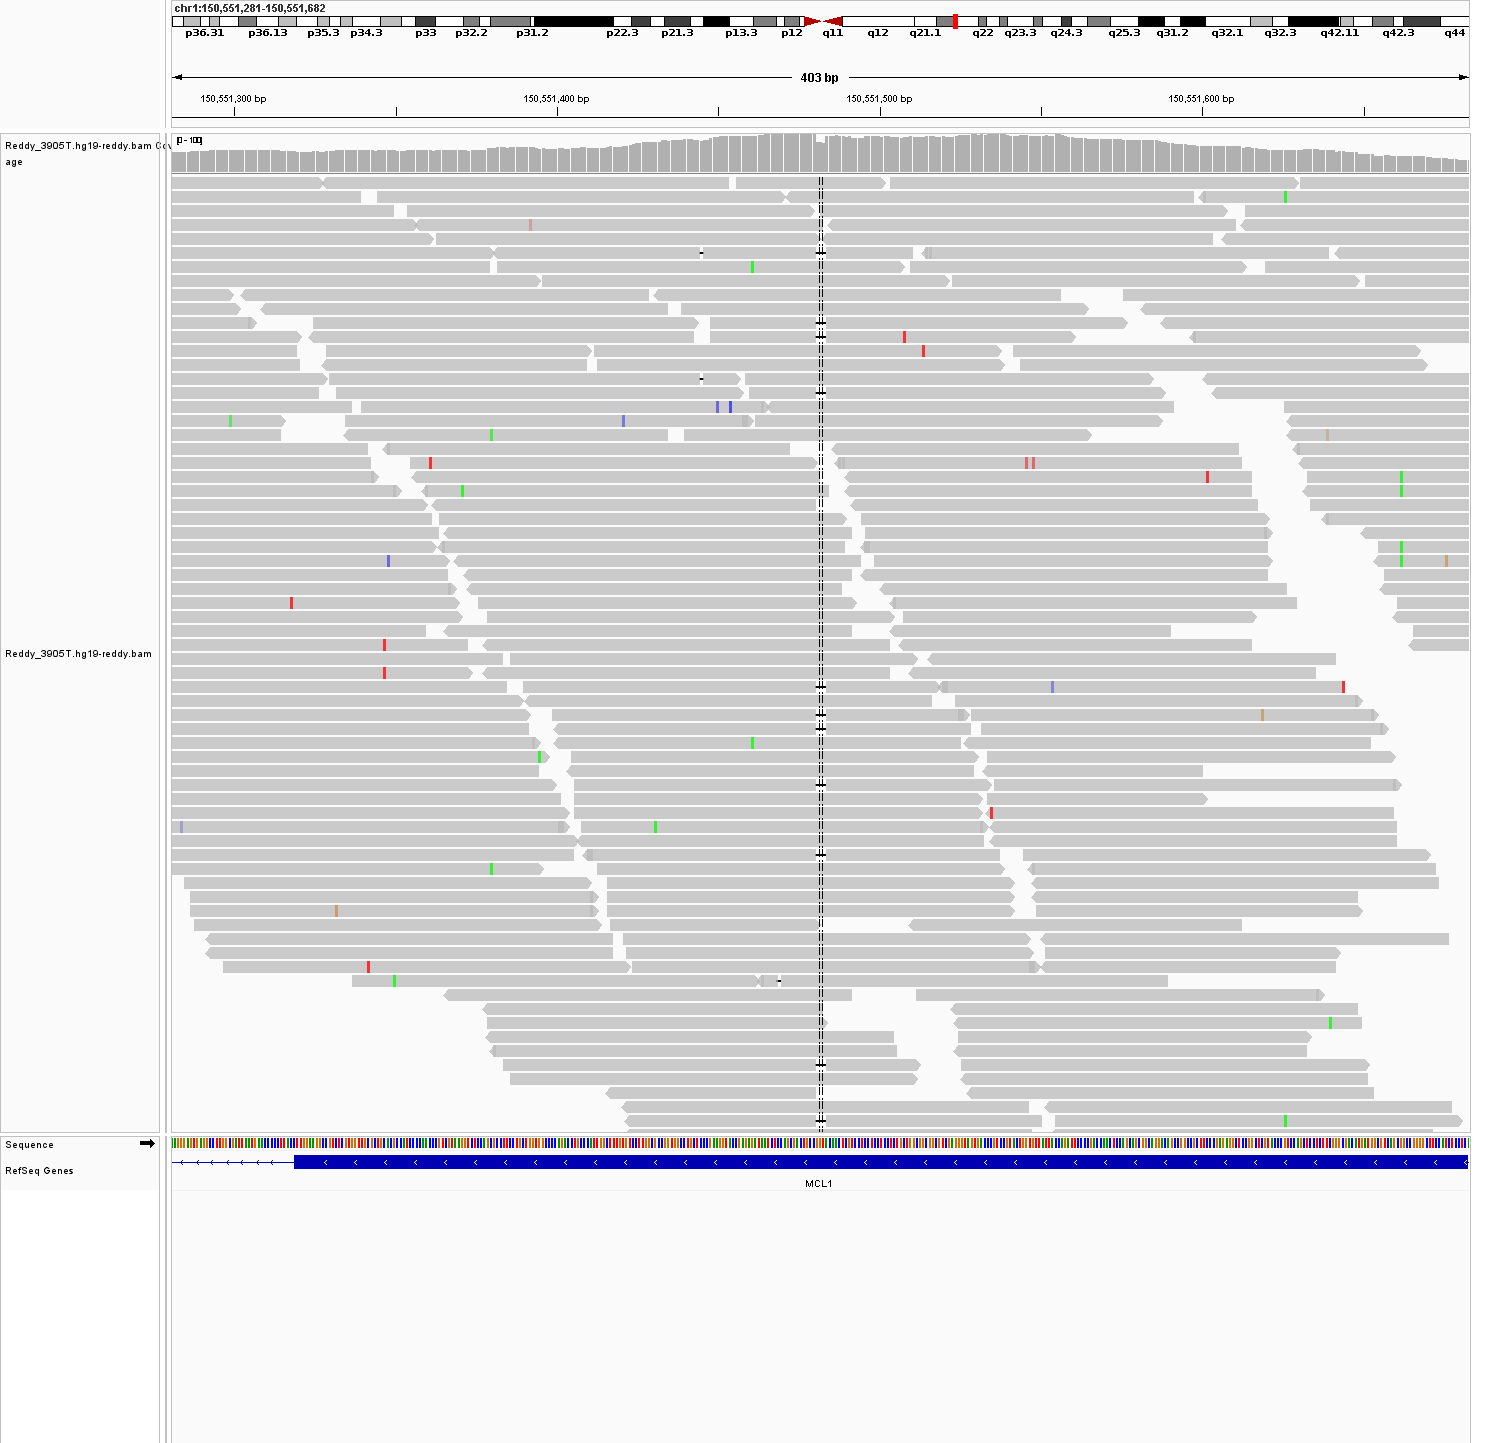 chr1:150,551,281-150,551,682
p36.31 p36.13 p35.3 p34.3 p33 p32.2 p31.2 p22.3 p21.3 p13.3 p12 q11 q12 q21.1 q22 q23.3 q24.3 q25.3 q31.2 q32.1 q32.3 q42.11 q42.3 q44
403 bp
150,551,300 bp 150,551,400 bp 150,551,500 bp 150,551,600 bp
[0 - 100]
Reddy_3905T.hg19-reddy.bam Cov
age
Reddy_3905T.hg19-reddy.bam
Sequence
RefSeq Genes
MCL1